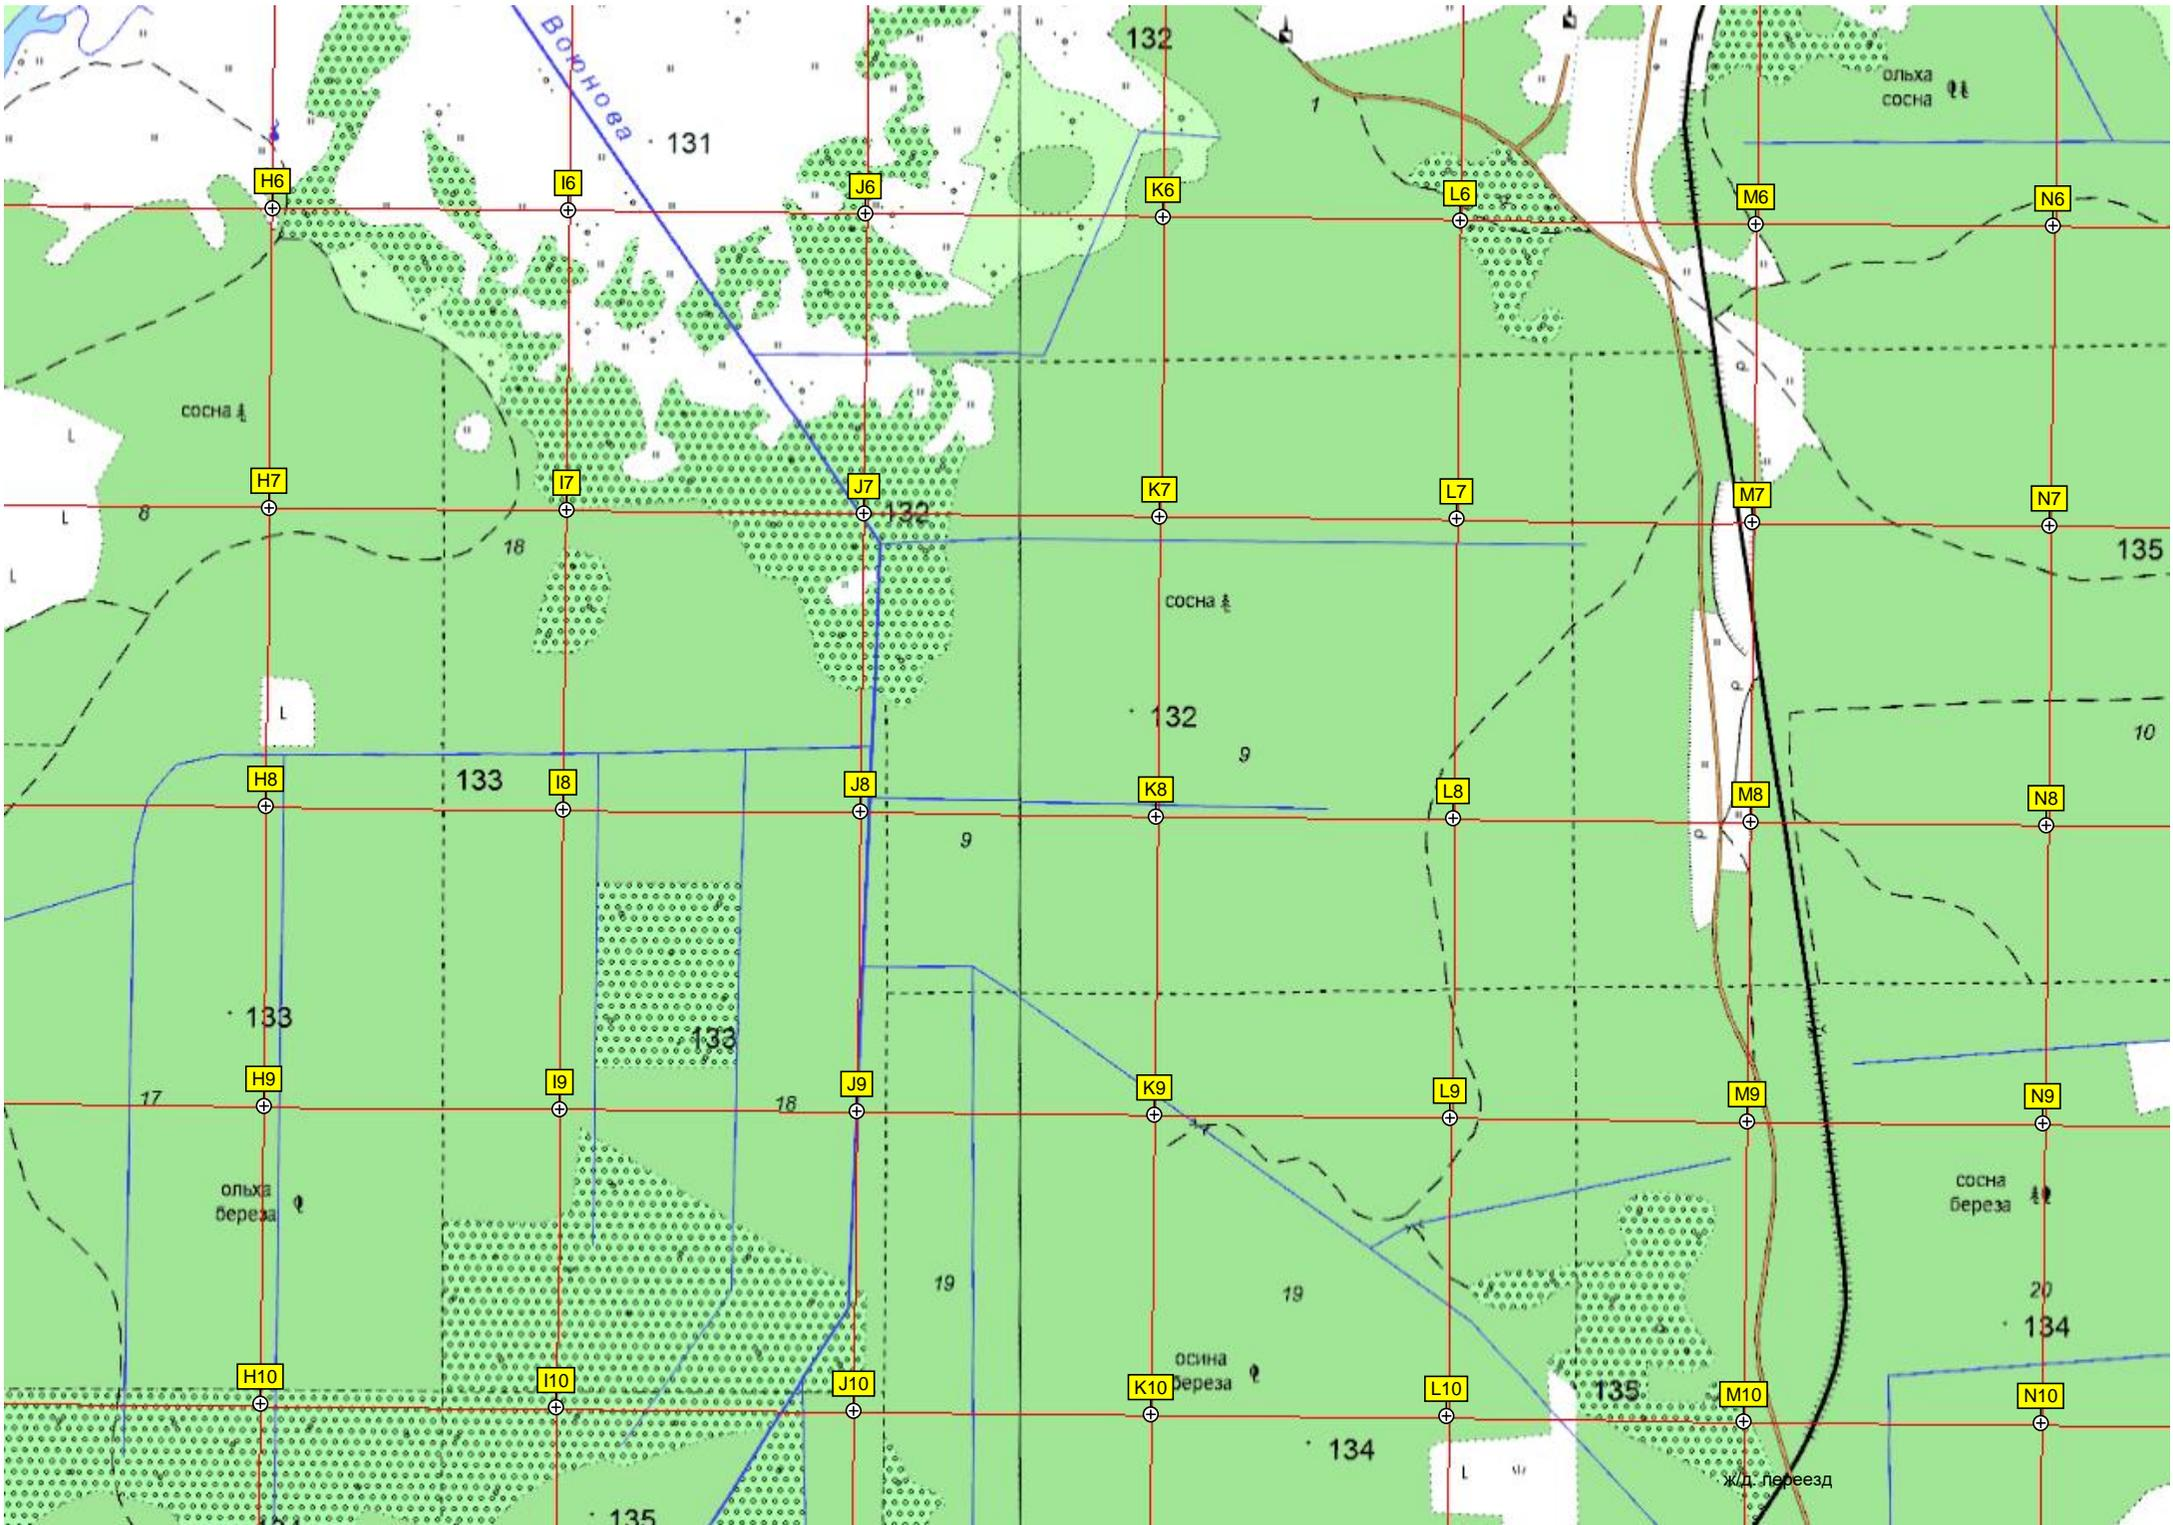 Воюнова
132
ольха
сосна
1
131
H6
I6
J6
K6
L6
M6
N6
сосна
L
H7
I7
J7
K7
L7
M7
N7
132
8
L
18
135
L
сосна
р
р
L
132
10
9
H8
I8
J8
K8
L8
M8
N8
133
9
р
133
133
H9
I9
J9
K9
L9
M9
N9
17
18
ольха
береза
сосна
береза
19
19
20
134
осина
береза
H10
I10
J10
K10
L10
M10
N10
135
134
L
ж/д. переезд
135